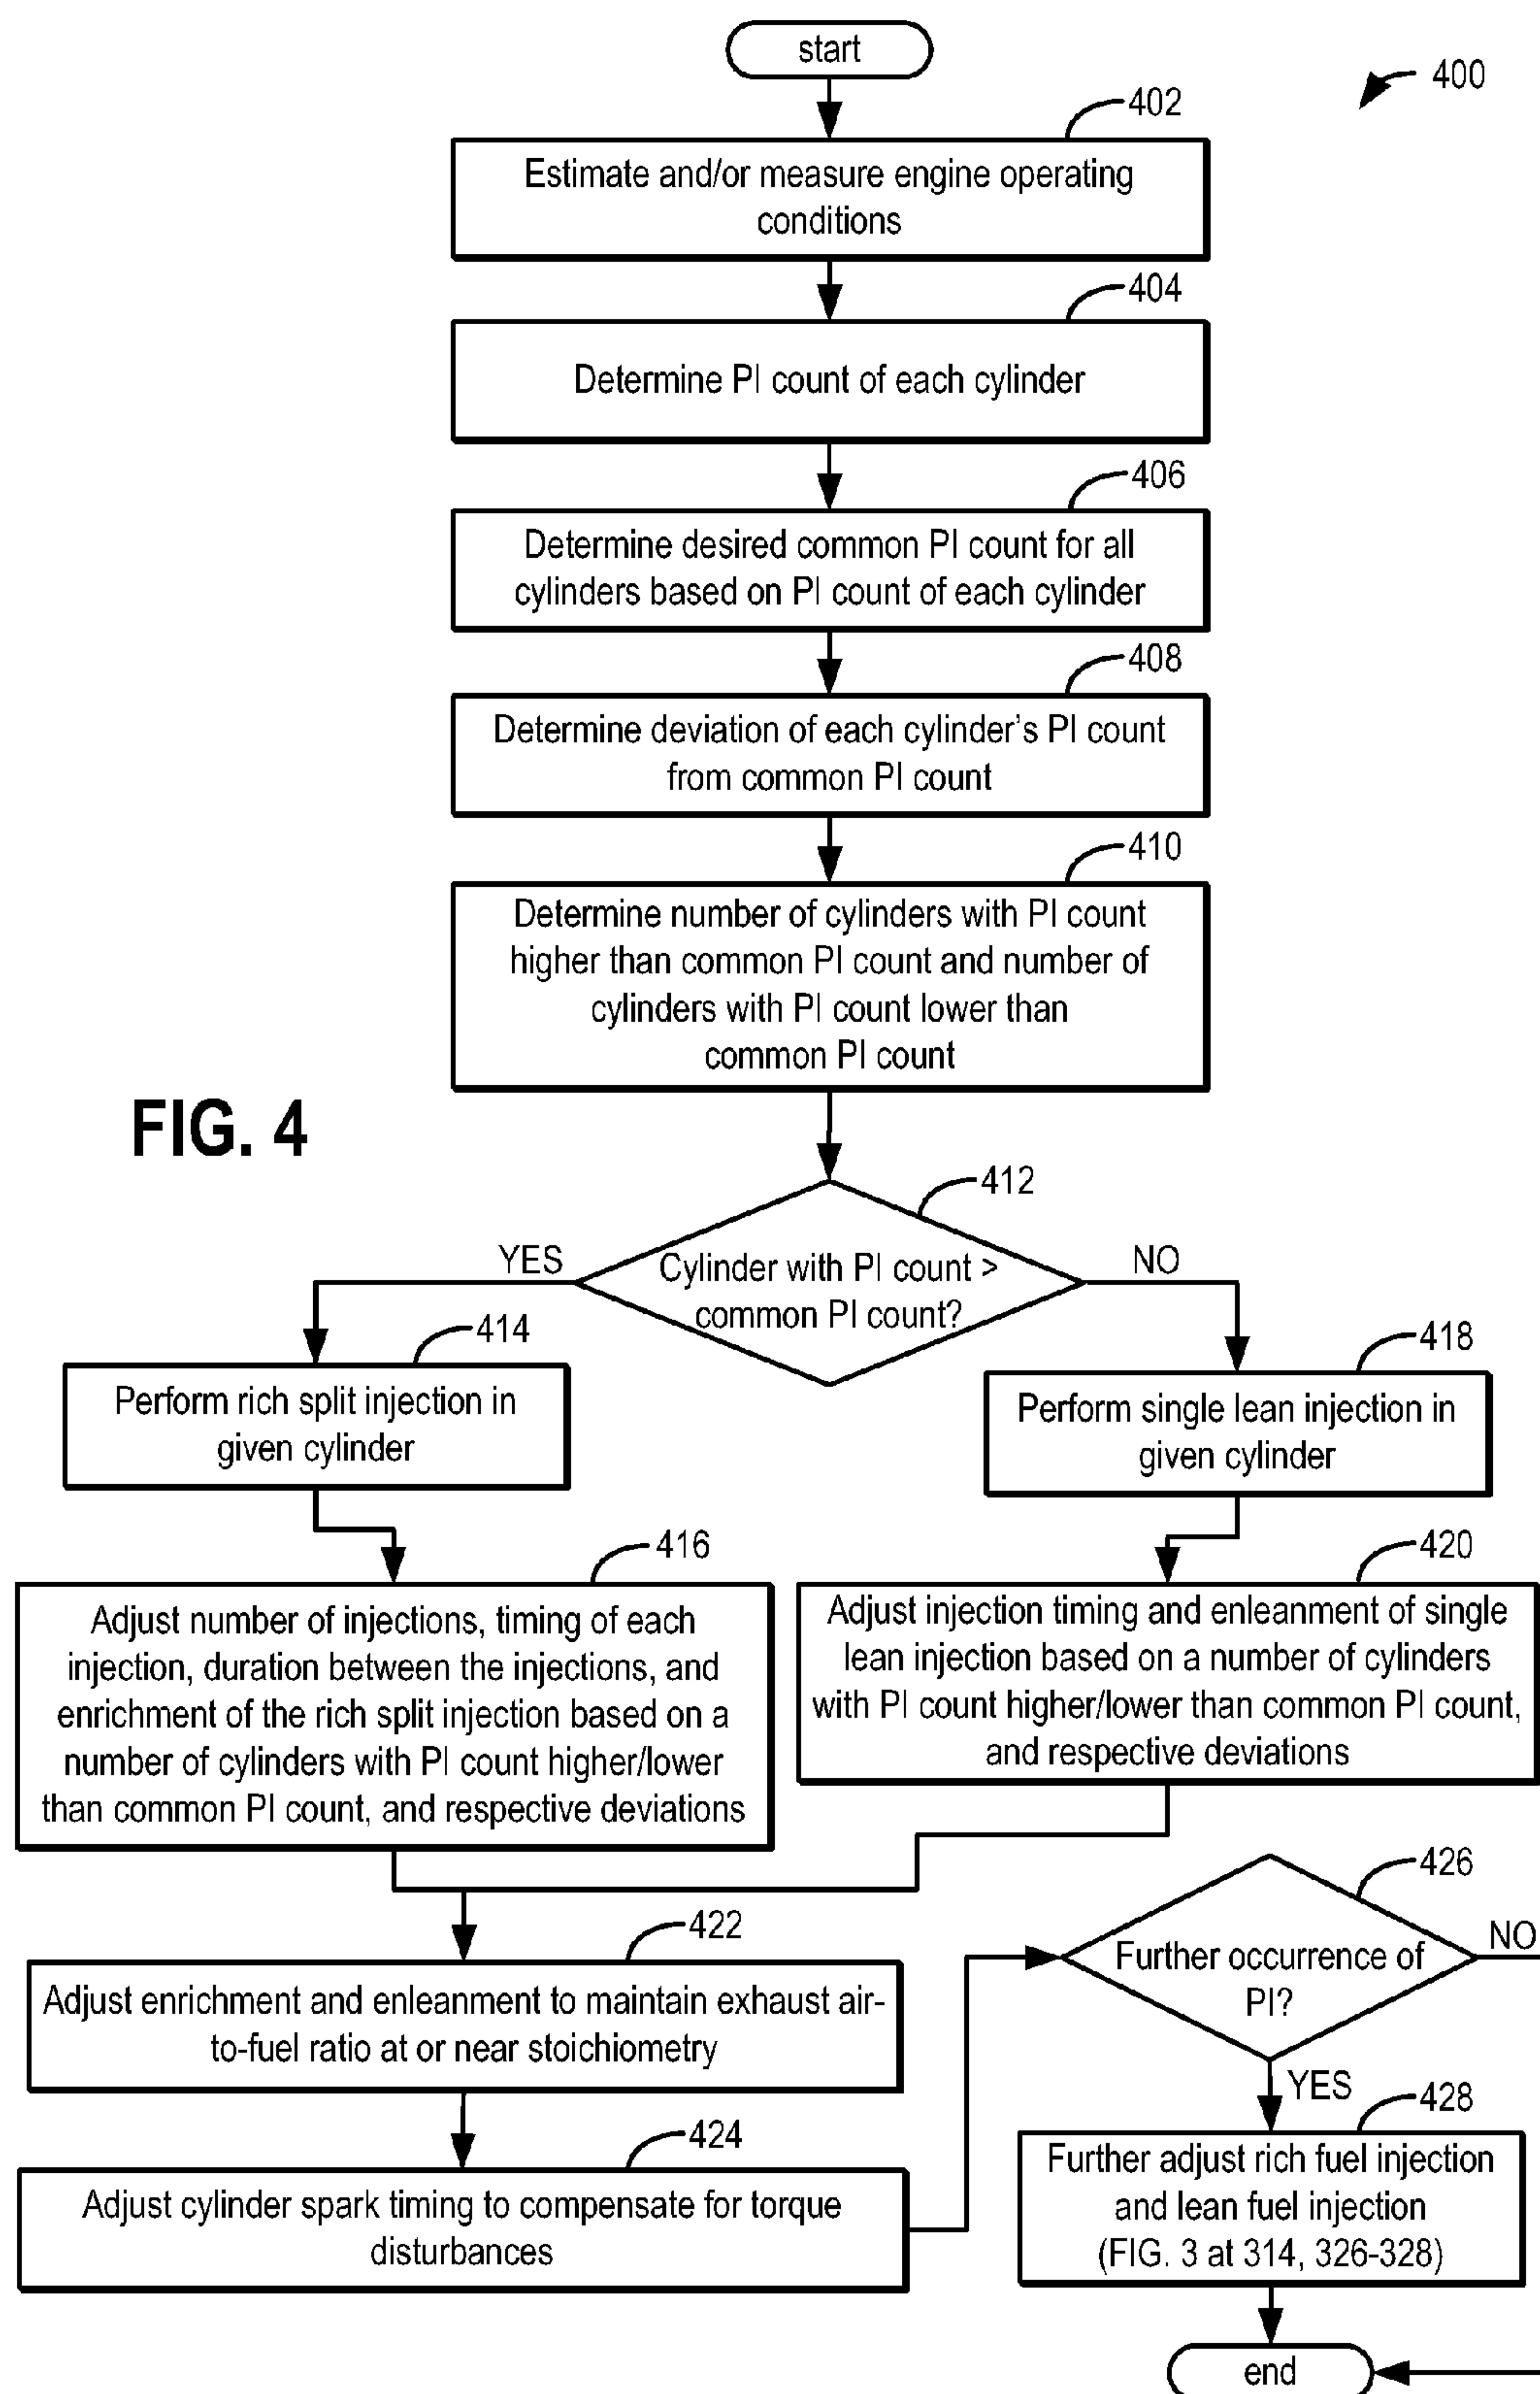 start
400
402
Estimate and/or measure engine operating
conditions
404
Determine PI count of each cylinder
406
Determine desired common PI count for all
cylinders based on PI count of each cylinder
408
Determine deviation of each cylinder's PI count
from common PI count
410
Determine number of cylinders with PI count
higher than common PI count and number of
cylinders with PI count lower than
common PI count
FIG. 4
412
YES
Cylinder with PI count >
common PI count?
NO
414
Perform rich split injection in
given cylinder
418
Perform single lean injection in
given cylinder
416
Adjust number of injections, timing of each
injection, duration between the injections, and
enrichment of the rich split injection based on a
number of cylinders with PI count higher/lower
than common PI count, and respective deviations
420
Adjust injection timing and enleanment of single
lean injection based on a number of cylinders
with PI count higher/lower than common PI count,
and respective deviations
422
Adjust enrichment and enleanment to maintain exhaust air-
to-fuel ratio at or near stoichiometry
424
Adjust cylinder spark timing to compensate for torque
disturbances
426
Further occurrence of
PI?
NO
YES
428
Further adjust rich fuel injection
and lean fuel injection
(FIG. 3 at 314, 326-328)
end